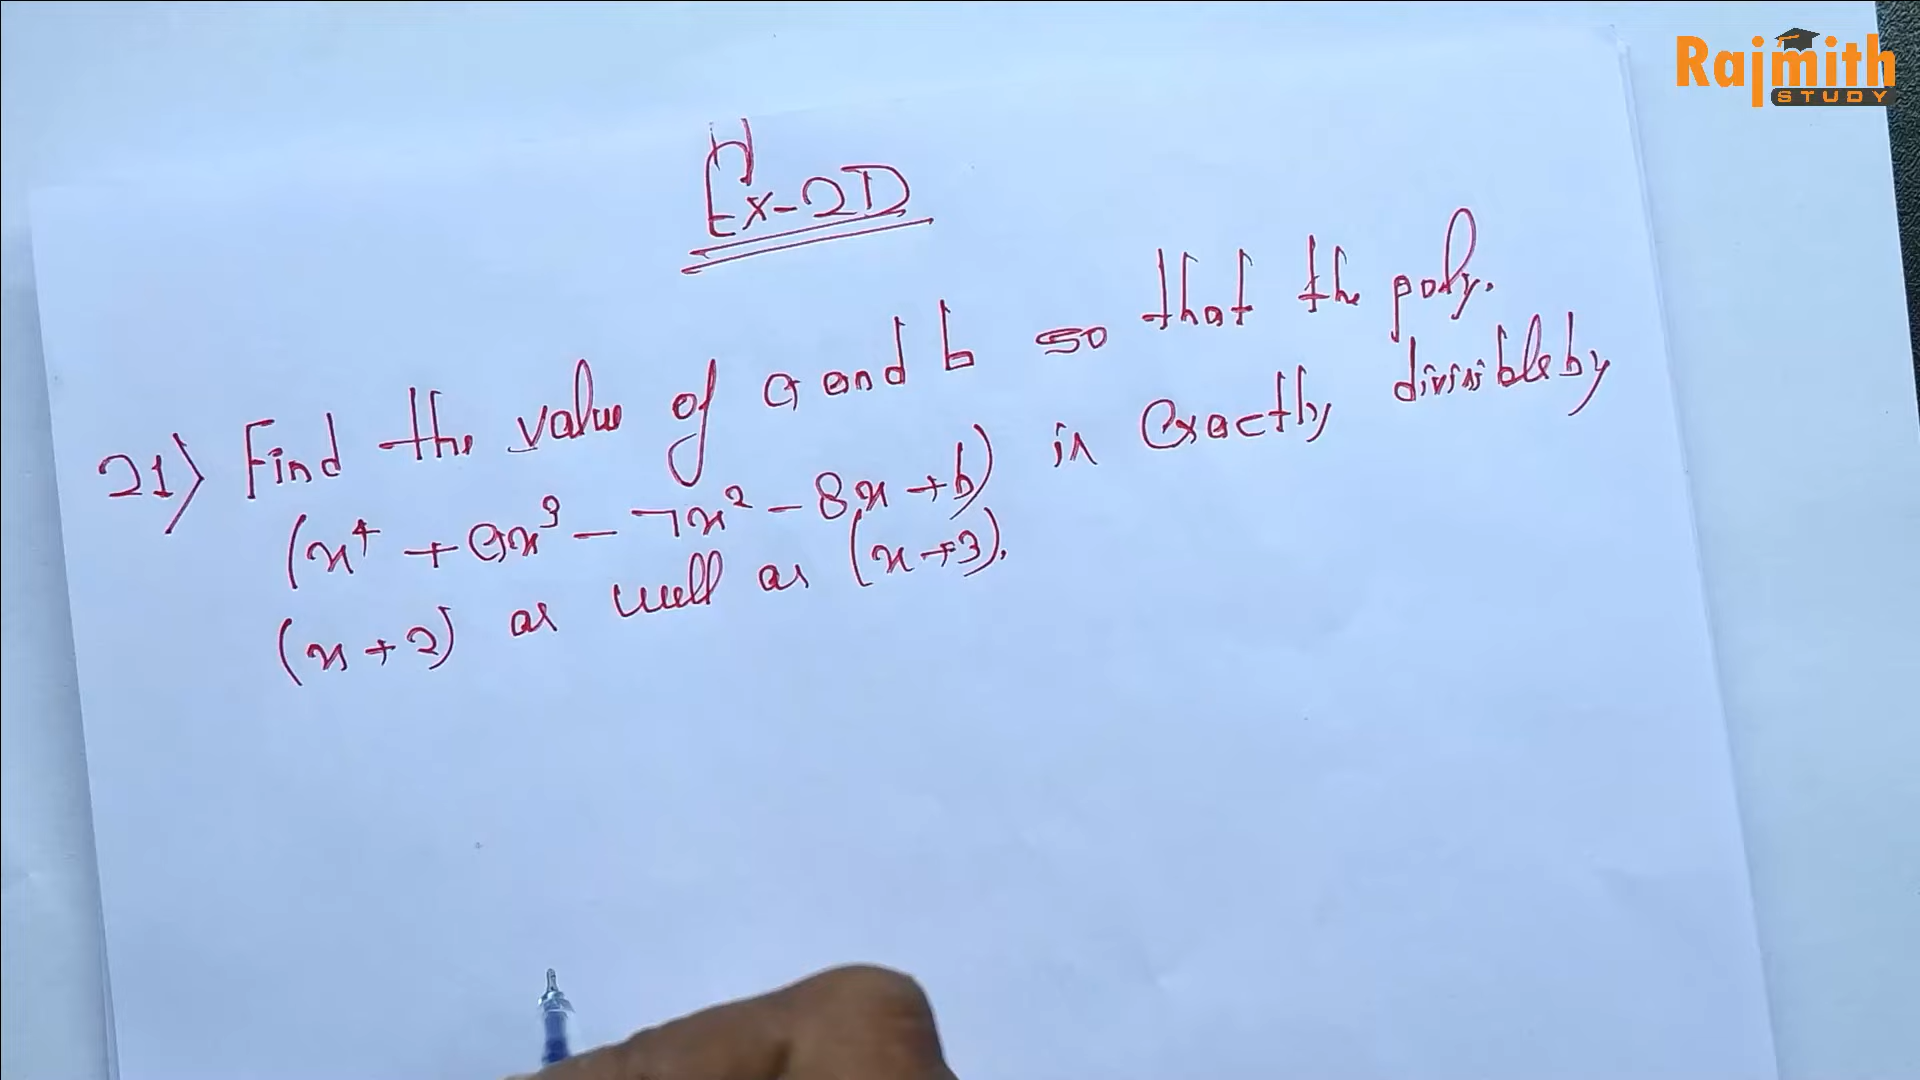 Rajmith
STUDY
Ex-2D
21) Find the value of a and b so that the poly.
(x⁴ + ax³ - 7x² - 8x + b) is exactly divisible by
(x + 2) as well as (x + 3).